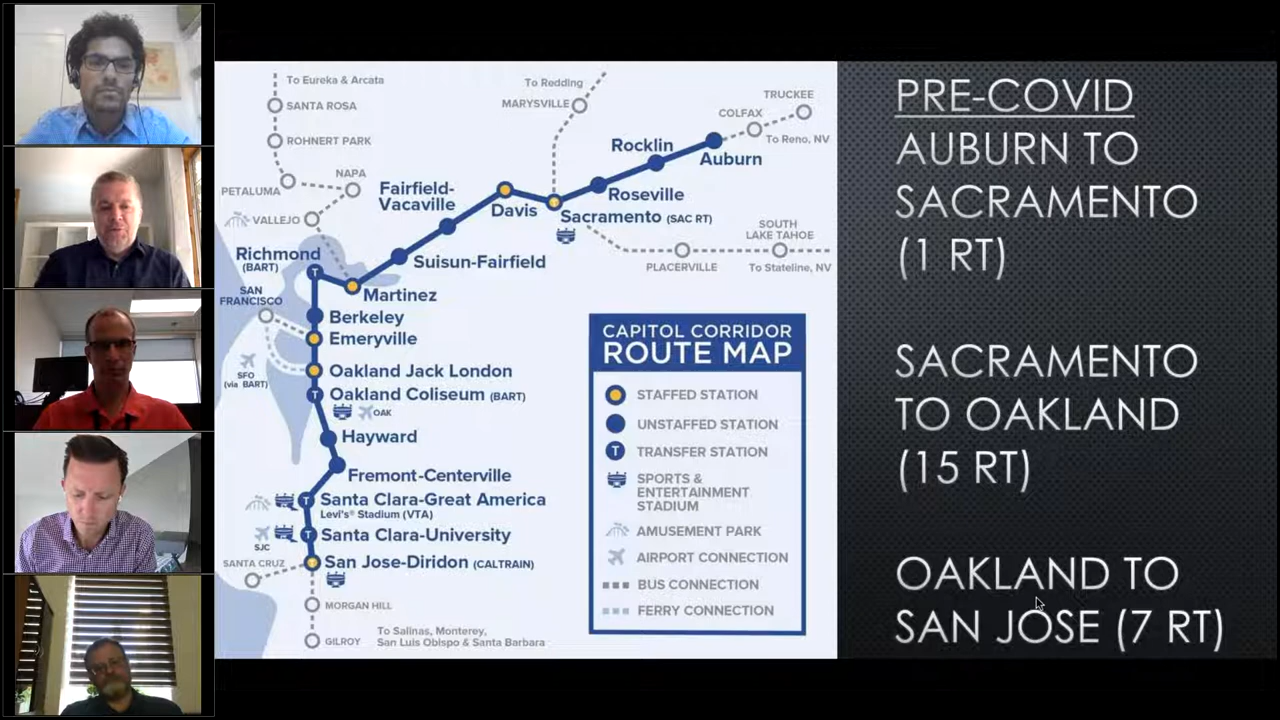 To Eureka & Arcata
SANTA ROSA
ROHNERT PARK
PETALUMA
NAPA
VALLEJO
To Redding
MARYSVILLE
TRUCKEE
COLFAX
To Reno, NV
Rocklin
Auburn
Roseville
Fairfield-
Vacaville
Davis
Sacramento (SAC RT)
SOUTH
LAKE TAHOE
PLACERVILLE
To Stateline, NV
Richmond
(BART)
Suisun-Fairfield
Martinez
SAN
FRANCISCO
Berkeley
Emeryville
SFO
(via BART)
Oakland Jack London
Oakland Coliseum (BART)
OAK
Hayward
Fremont-Centerville
Santa Clara-Great America
Levi's® Stadium (VTA)
Santa Clara-University
SJC
San Jose-Diridon (CALTRAIN)
SANTA CRUZ
MORGAN HILL
GILROY
To Salinas, Monterey,
San Luis Obispo & Santa Barbara
CAPITOL CORRIDOR
ROUTE MAP
STAFFED STATION
UNSTAFFED STATION
T TRANSFER STATION
SPORTS &
ENTERTAINMENT
STADIUM
AMUSEMENT PARK
AIRPORT CONNECTION
BUS CONNECTION
FERRY CONNECTION
PRE-COVID
AUBURN TO
SACRAMENTO
(1 RT)
SACRAMENTO
TO OAKLAND
(15 RT)
OAKLAND TO
SAN JOSE (7 RT)